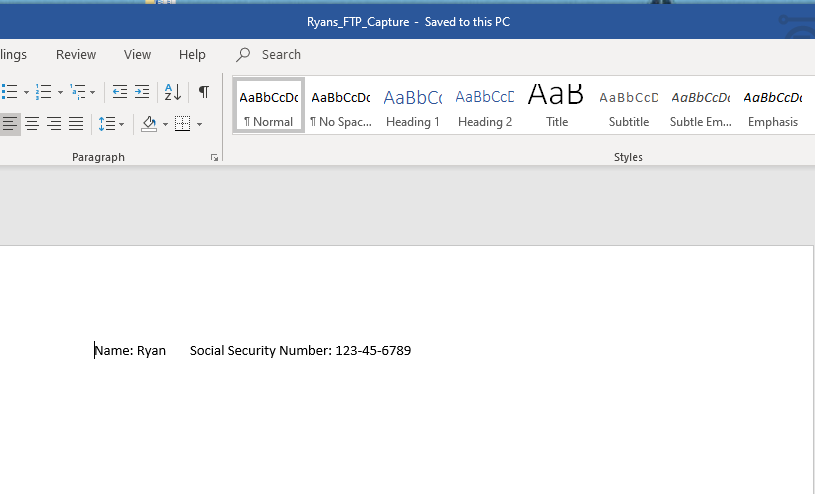 Ryans_FTP_Capture - Saved to this PC
lings Review View Help Search
AaBbCcDc AaBbCcDc AaBbCc AaBbCcD AaB AaBbCcD AaBbCcDc AaBbCcDc
¶ Normal ¶ No Spac... Heading 1 Heading 2 Title Subtitle Subtle Em... Emphasis
Paragraph Styles
Name: Ryan Social Security Number: 123-45-6789